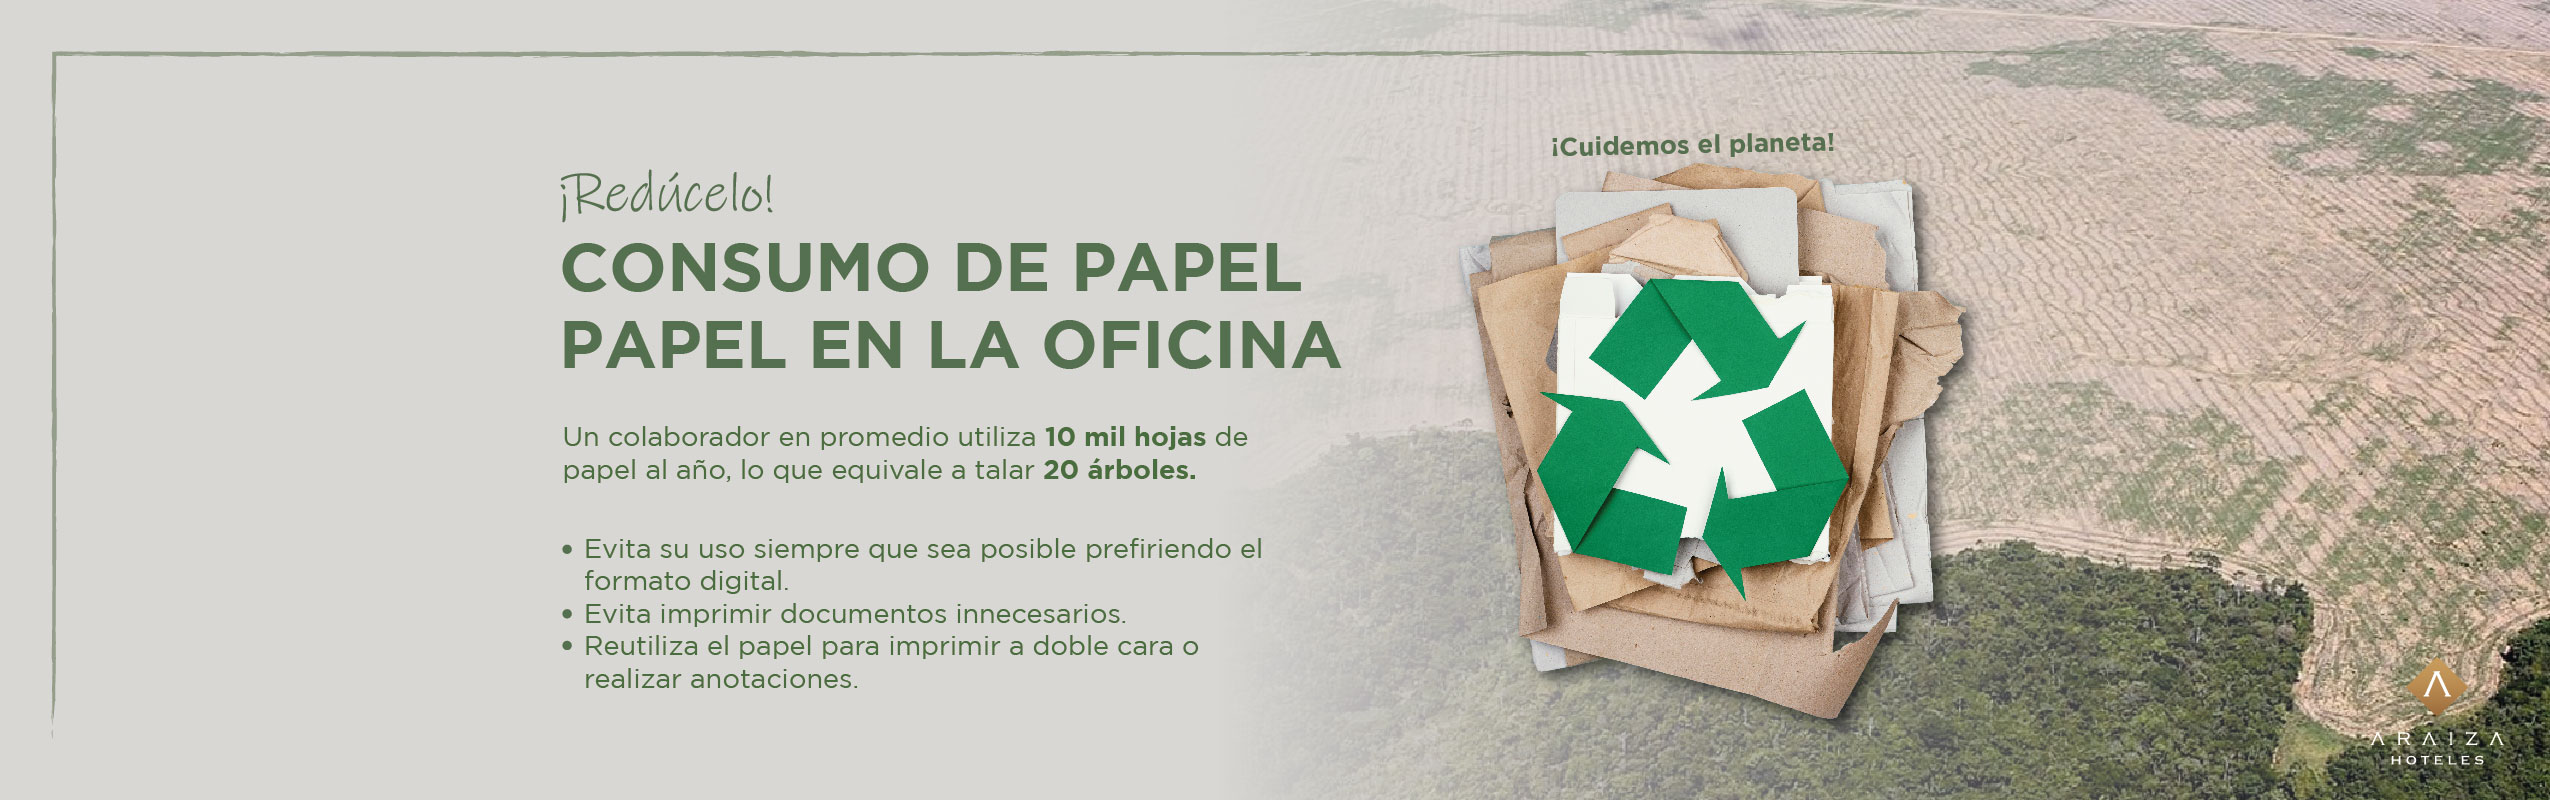 ¡Redúcelo!
CONSUMO DE PAPEL
PAPEL EN LA OFICINA
Un colaborador en promedio utiliza 10 mil hojas de
papel al año, lo que equivale a talar 20 árboles.
• Evita su uso siempre que sea posible prefiriendo el
formato digital.
• Evita imprimir documentos innecesarios.
• Reutiliza el papel para imprimir a doble cara o
realizar anotaciones.
¡Cuidemos el planeta!
ARAIZA
HOTELES